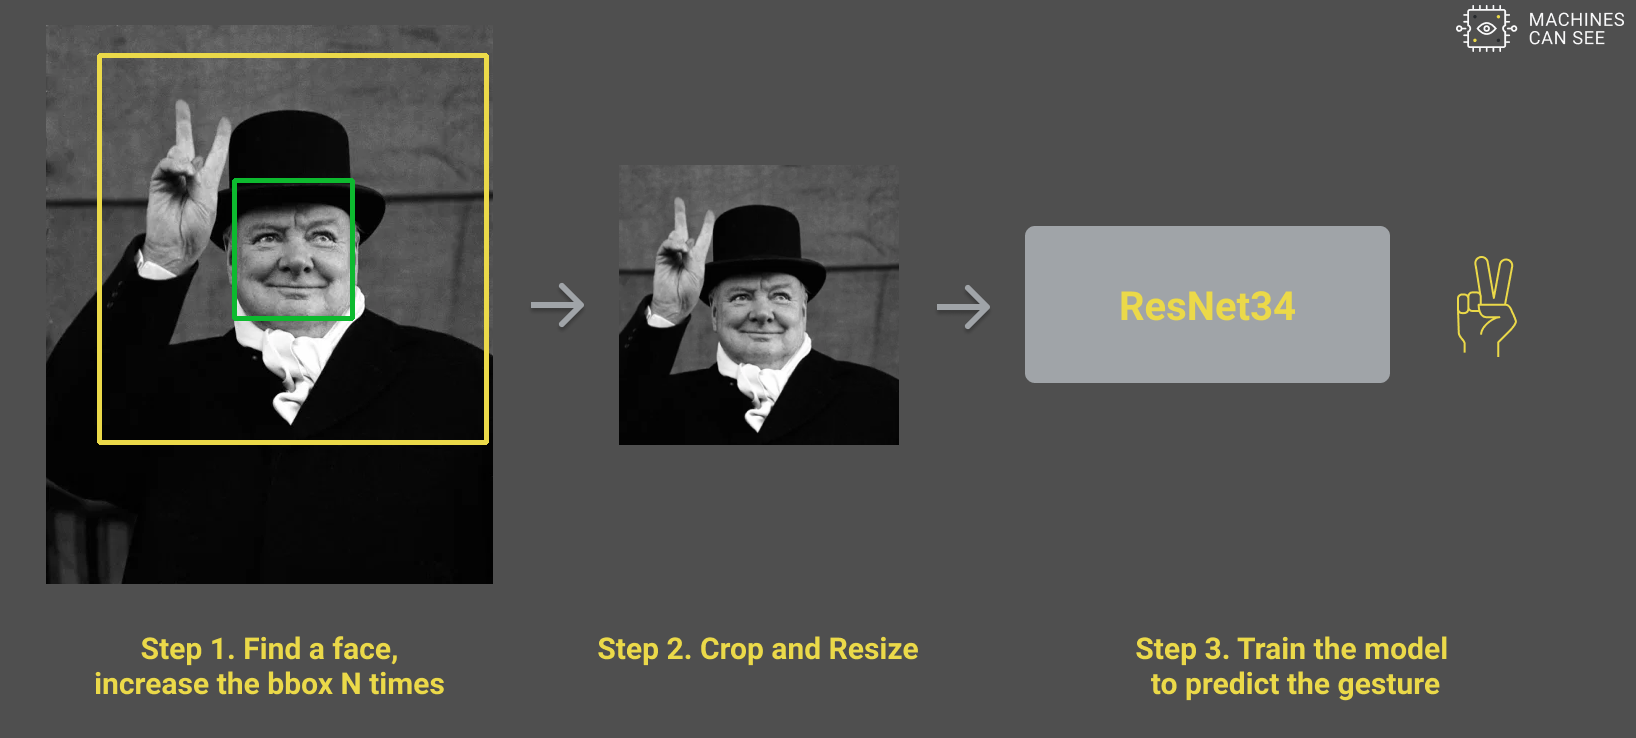 MACHINES
CAN SEE
ResNet34
Step 1. Find a face,
increase the bbox N times
Step 2. Crop and Resize
Step 3. Train the model
to predict the gesture